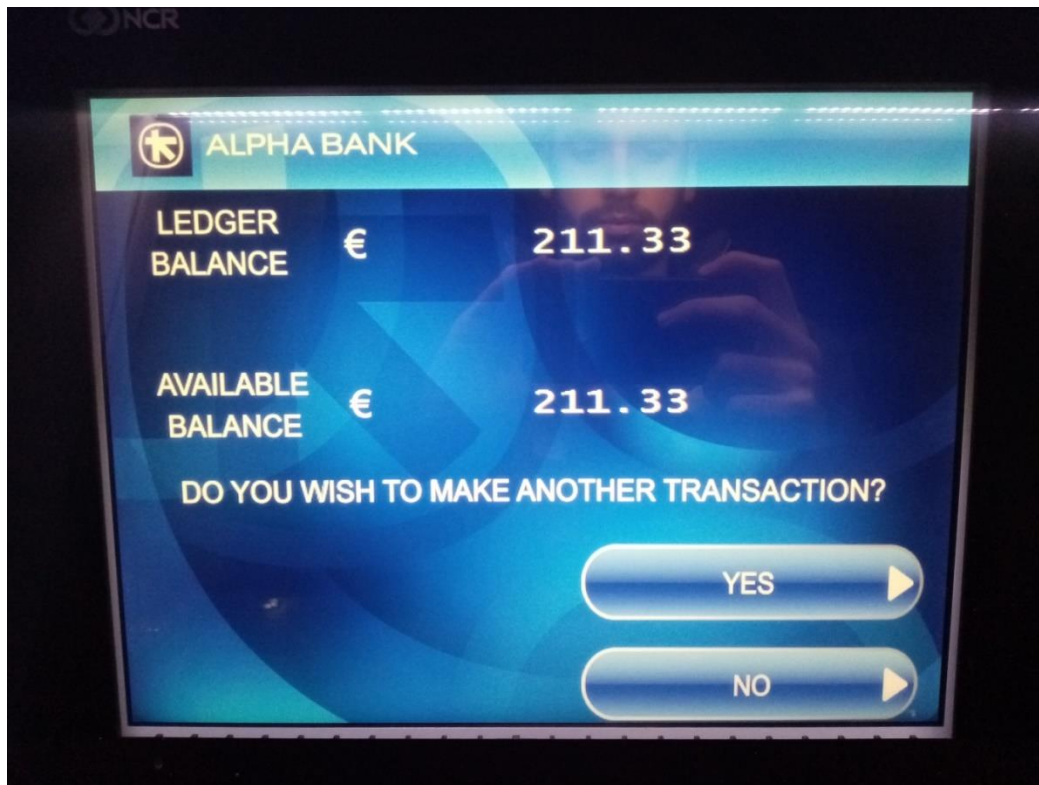 NCR
ALPHA BANK
LEDGER
BALANCE € 211.33
AVAILABLE
BALANCE € 211.33
DO YOU WISH TO MAKE ANOTHER TRANSACTION?
YES
NO